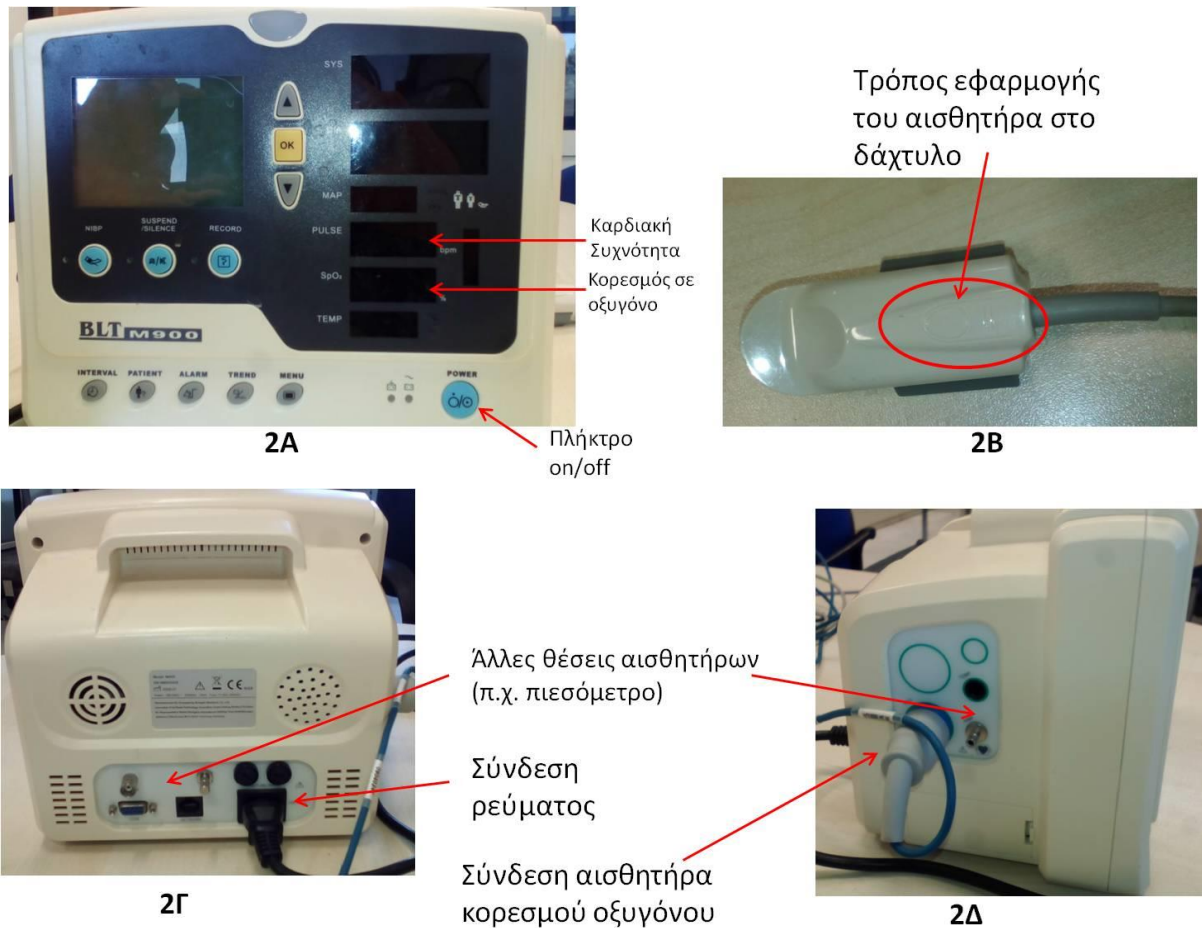 SYS
MAP
PULSE
bpm
SpO₂
%
TEMP
OK
NIBP
SUSPEND
/SILENCE
RECORD
BLT M900
INTERVAL PATIENT ALARM TREND MENU
POWER
Καρδιακή
Συχνότητα
Κορεσμός σε
οξυγόνο
Πλήκτρο
on/off
2Α
Τρόπος εφαρμογής
του αισθητήρα στο
δάχτυλο
2Β
Άλλες θέσεις αισθητήρων
(π.χ. πιεσόμετρο)
Σύνδεση
ρεύματος
Σύνδεση αισθητήρα
κορεσμού οξυγόνου
2Γ
2Δ